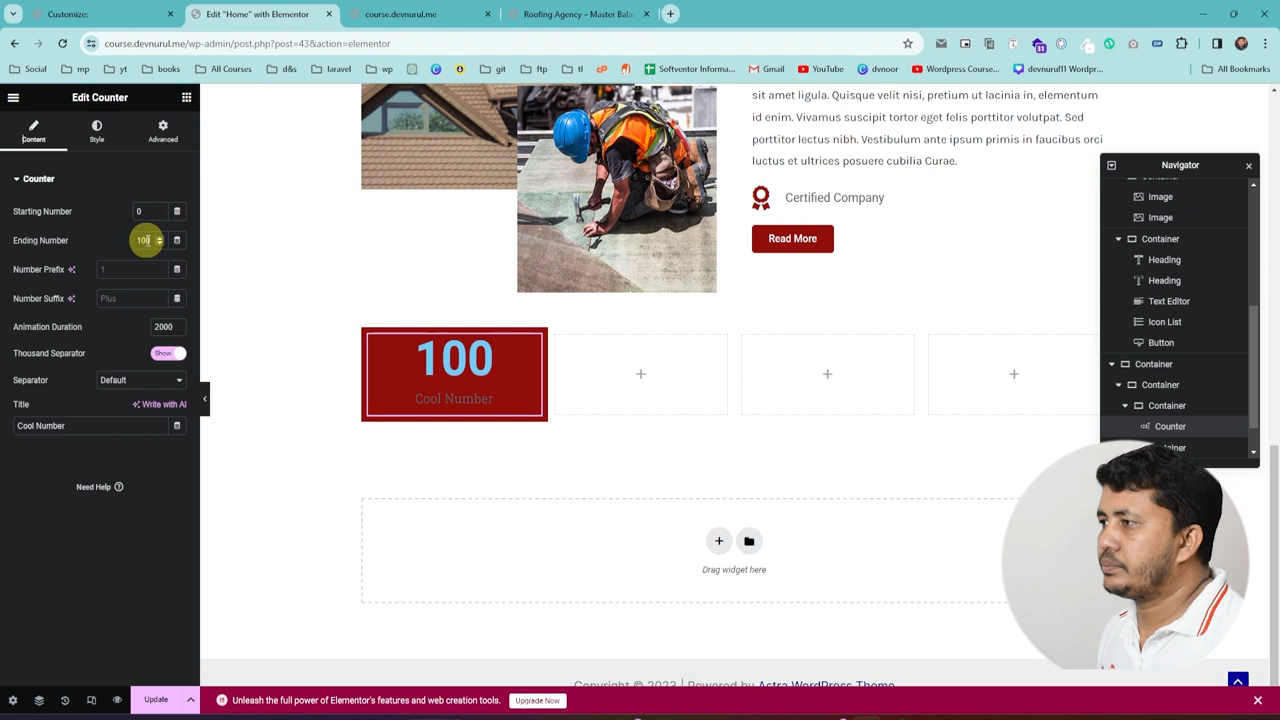 Customize:
Edit "Home" with Elementor
course.devnurul.me
Roofing Agency – Master Bala
course.devnurul.me/wp-admin/post.php?post=43&action=elementor
31
Social
mp
yt
books
All Courses
d&s
laravel
wp
git
ftp
tl
Softventor Informa...
Gmail
YouTube
dvnoor
Wordpress Course...
devnurul11 Wordpr...
All Bookmarks
Edit Counter
Content
Style
Advanced
Counter
Starting Number
0
Ending Number
100
Number Prefix
1
Number Suffix
Plus
Animation Duration
2000
Thousand Separator
Show
Separator
Default
Title
Write with AI
Cool Number
Need Help
Update
sit amet ligula. Quisque velit nisi, pretium ut lacinia in, elementum
id enim. Vivamus suscipit tortor eget felis porttitor volutpat. Sed
porttitor lectus nibh. Vestibulum ante ipsum primis in faucibus orci
luctus et ultrices posuere cubilia Curae.
Certified Company
Read More
100
Cool Number
Drag widget here
Navigator
Image
Image
Container
Heading
Heading
Text Editor
Icon List
Button
Container
Container
Container
Counter
Copyright © 2023 | Powered by Astra WordPress Theme
Unleash the full power of Elementor's features and web creation tools.
Upgrade Now